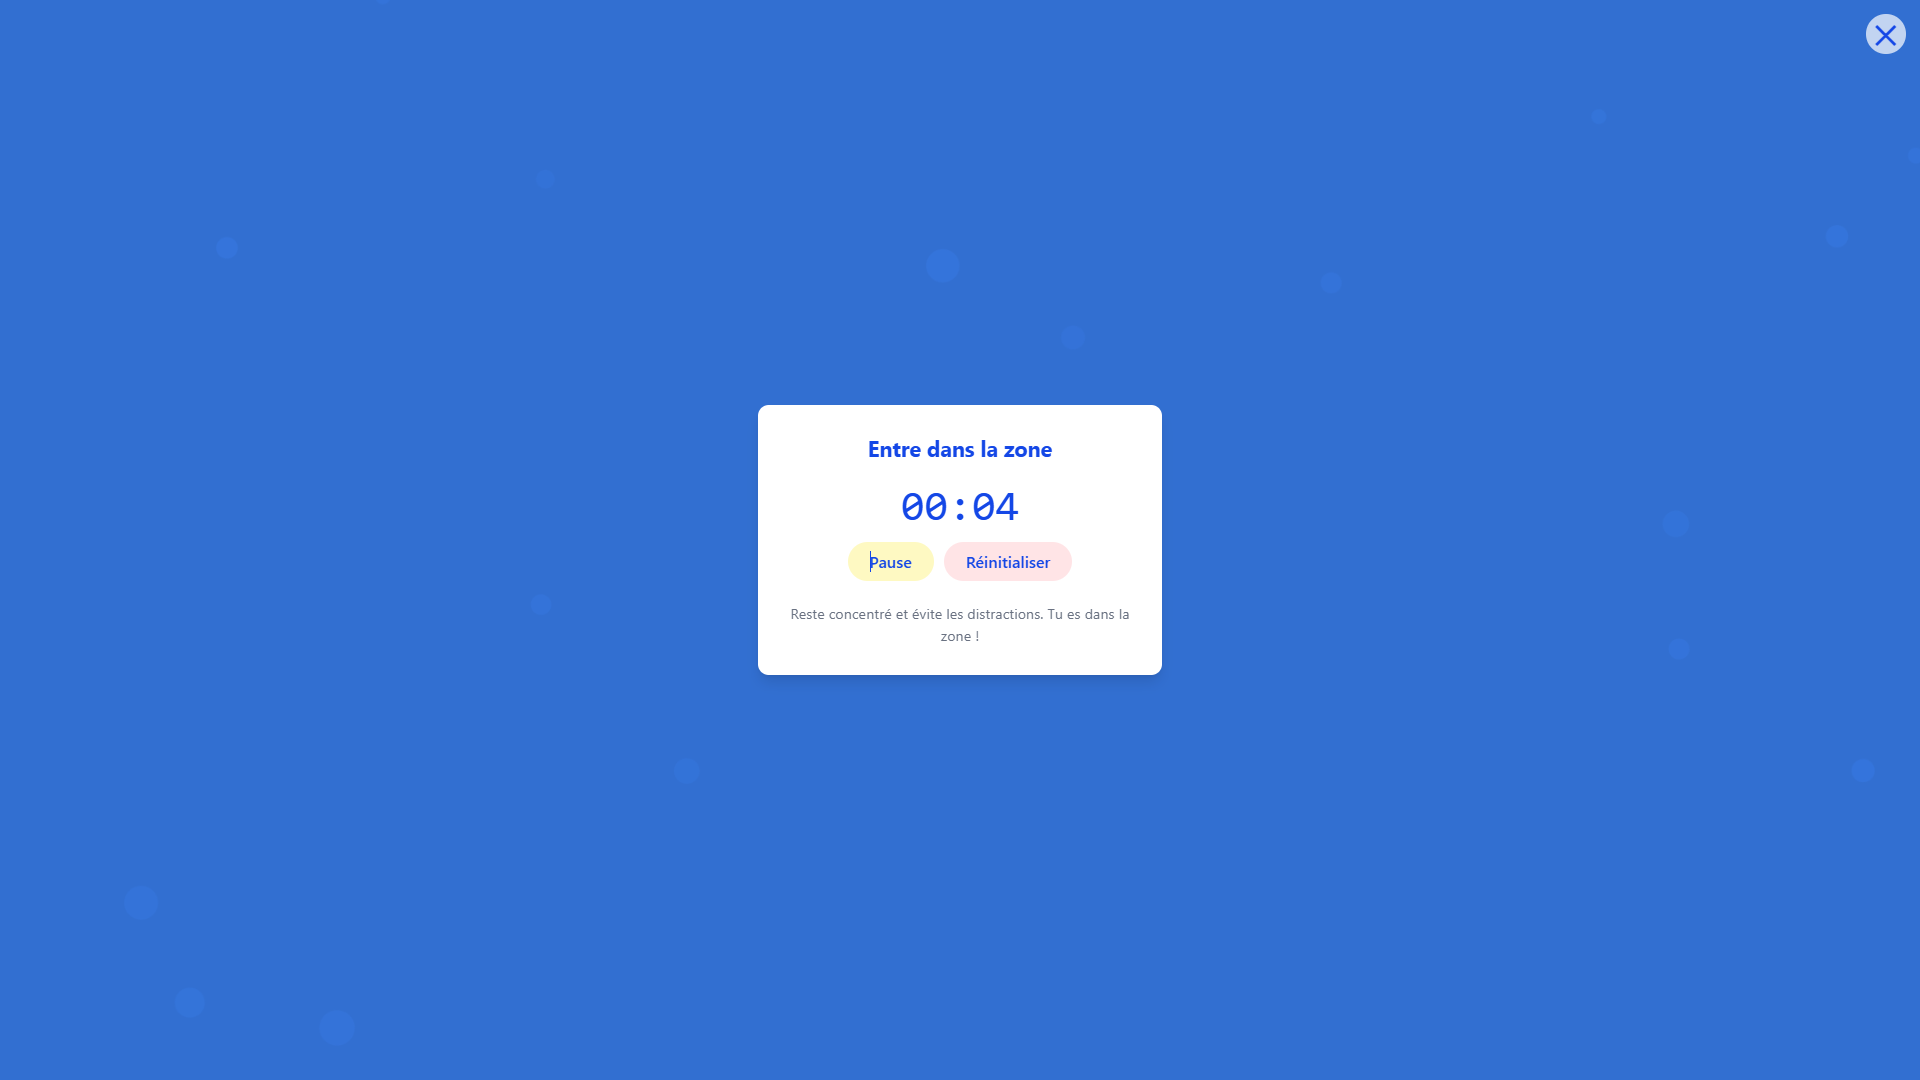 Entre dans la zone
00:04
Pause Réinitialiser
Reste concentré et évite les distractions. Tu es dans la
zone !